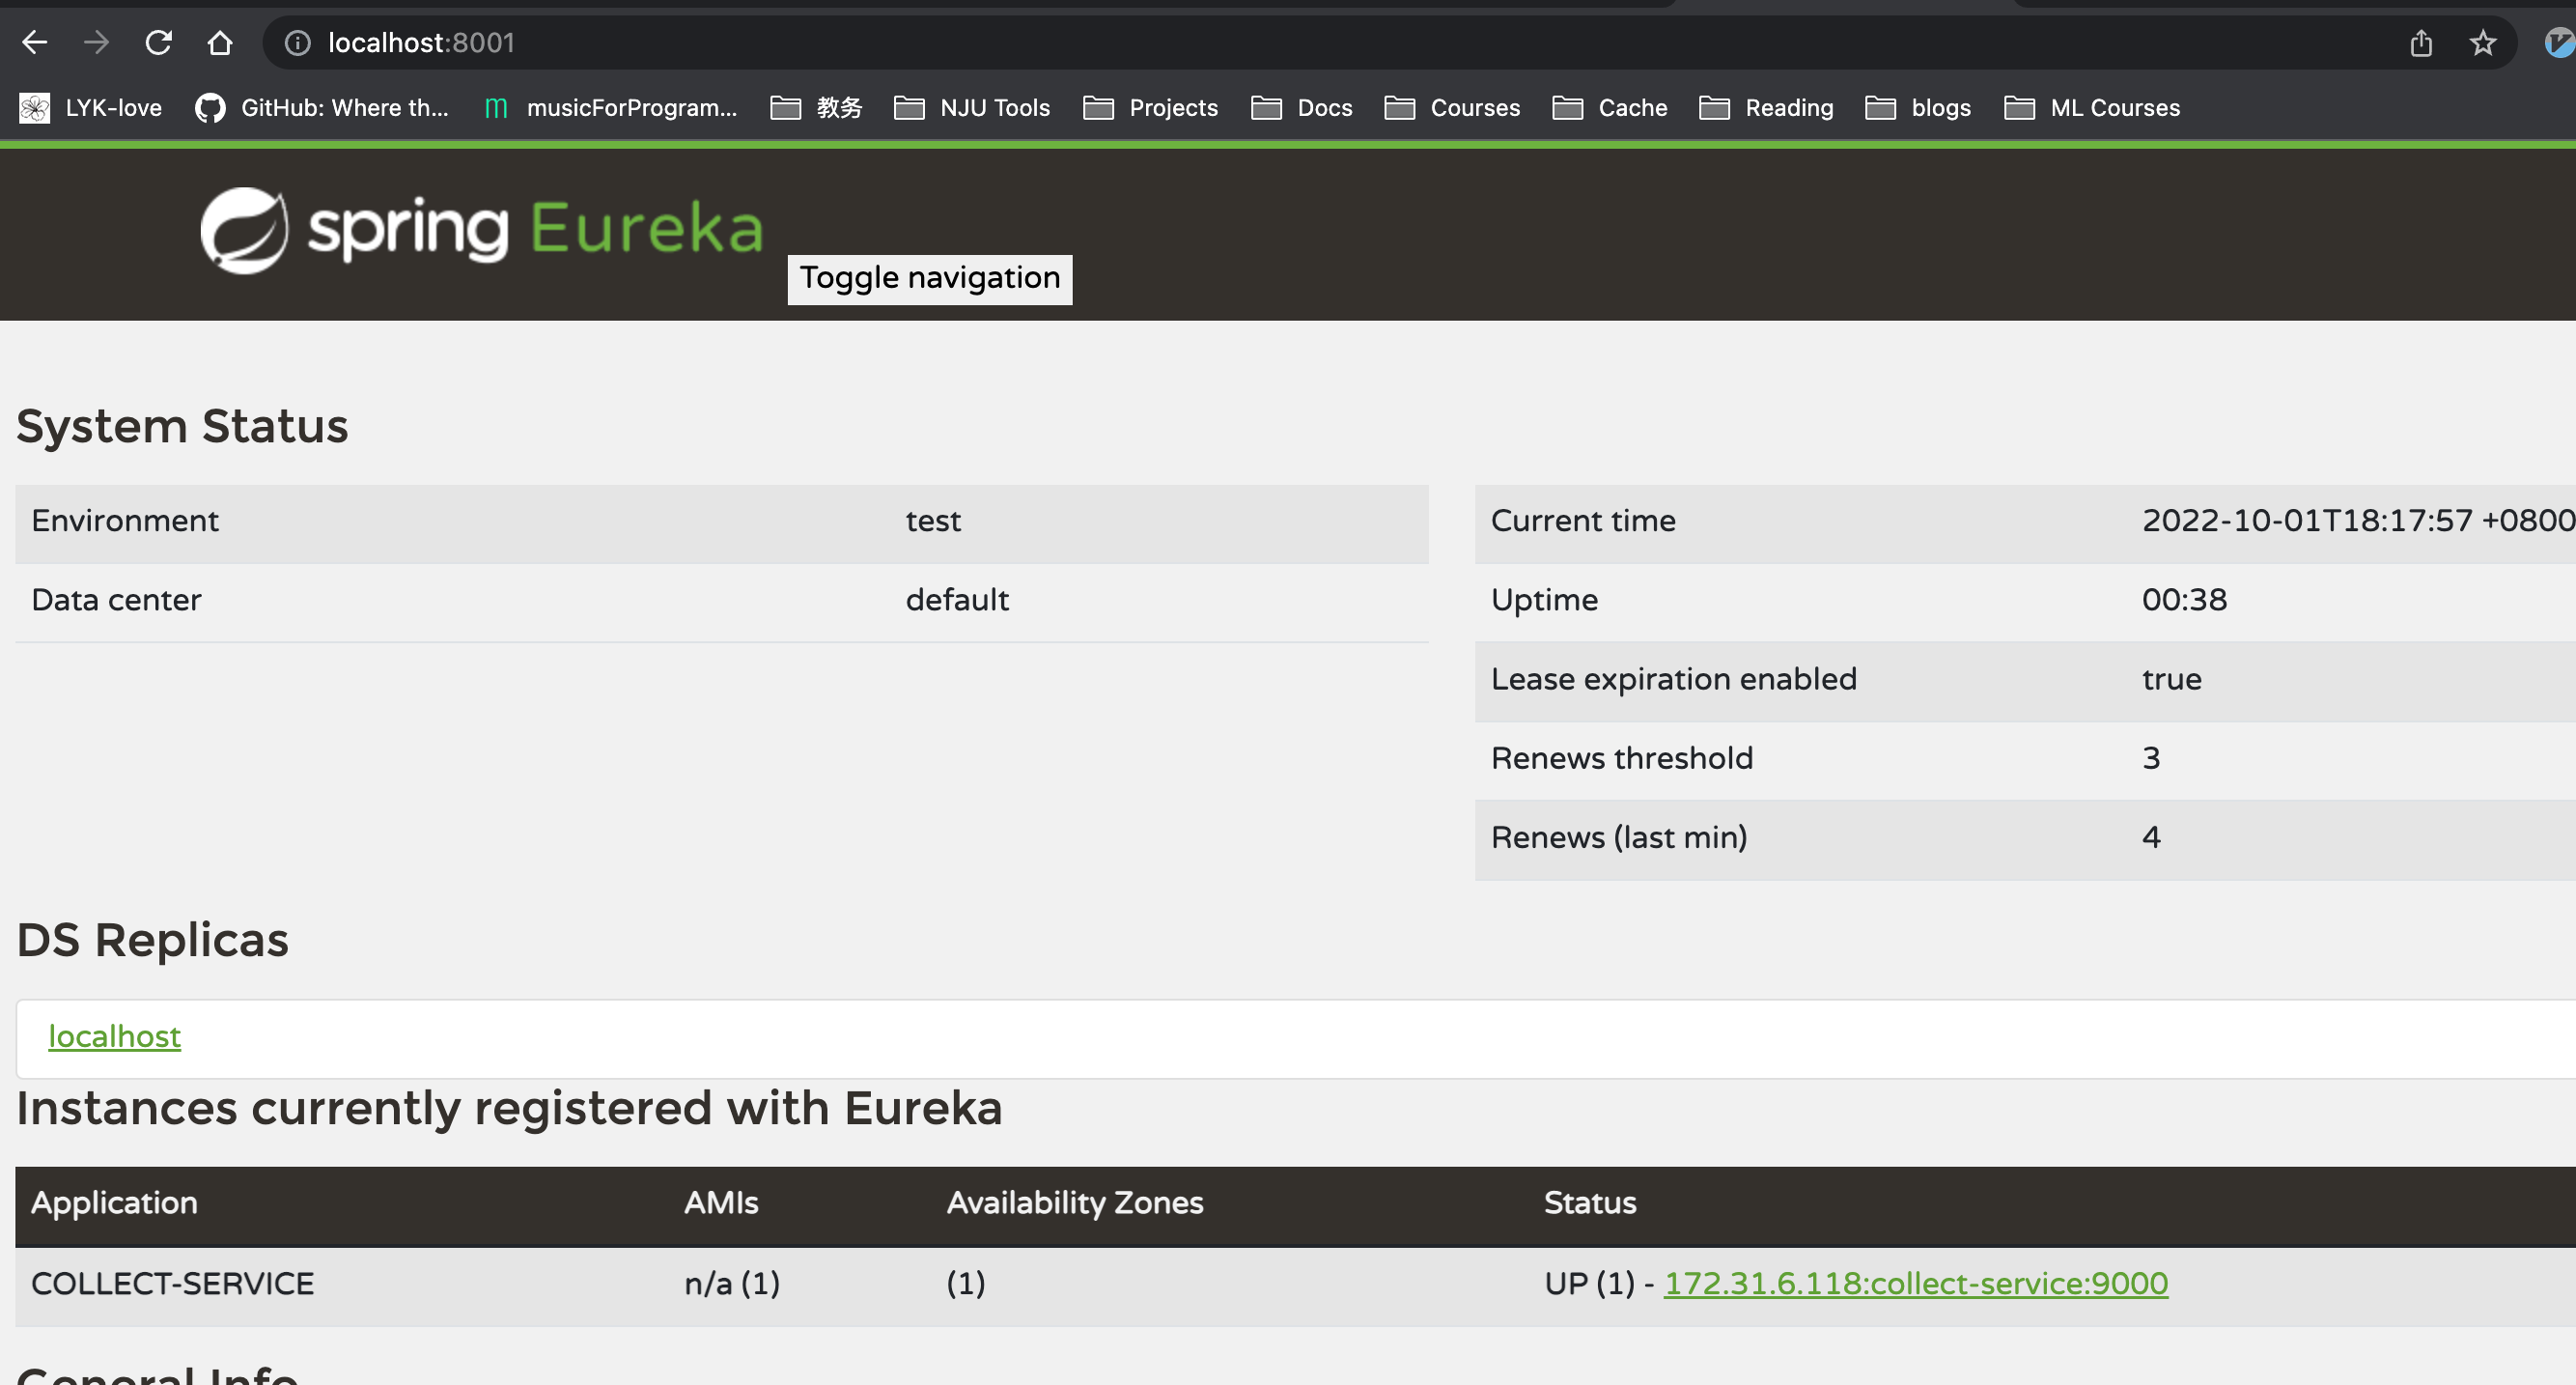 localhost:8001
LYK-love GitHub: Where th... musicForProgram... 教务 NJU Tools Projects Docs Courses Cache Reading blogs ML Courses
spring Eureka
Toggle navigation
System Status
Environment test
Data center default
Current time 2022-10-01T18:17:57 +0800
Uptime 00:38
Lease expiration enabled true
Renews threshold 3
Renews (last min) 4
DS Replicas
localhost
Instances currently registered with Eureka
Application AMIs Availability Zones Status
COLLECT-SERVICE n/a (1) (1) UP (1) - 172.31.6.118:collect-service:9000
General Info